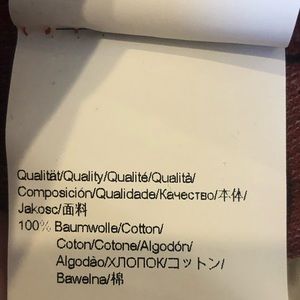 Qualität/Quality/Qualité/Qualità/
Composición/Qualidade/Качество/本体/
Jakosc/面料
100% Baumwolle/Cotton/
Coton/Cotone/Algodón/
Algodão/ХЛОПОК/コットン/
Bawelna/棉